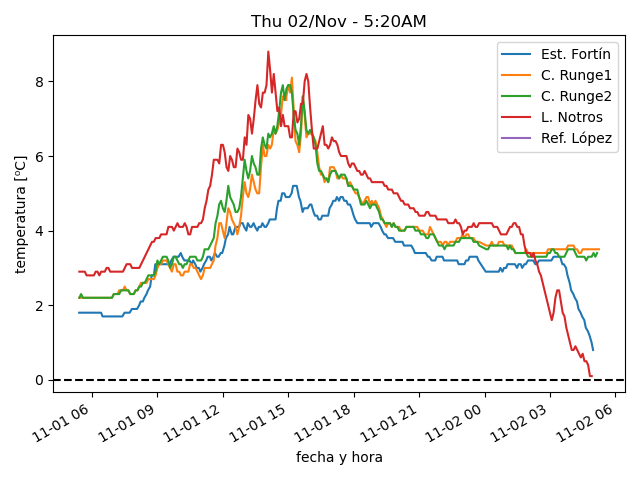 Thu 02/Nov - 5:20AM
Est. Fortín
C. Runge1
C. Runge2
L. Notros
Ref. López
temperatura [ºC]
8
6
4
2
0
11-01 06
11-01 09
11-01 12
11-01 15
11-01 18
11-01 21
11-02 00
11-02 03
11-02 06
fecha y hora